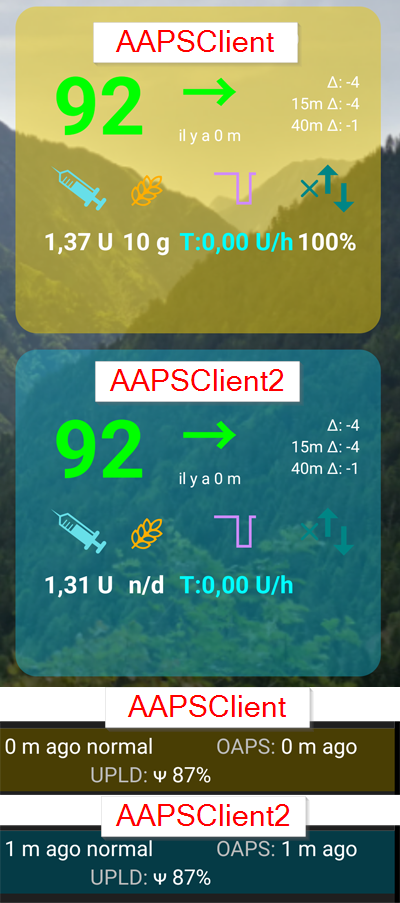 AAPSClient
92
→
Δ: -4
15m Δ: -4
40m Δ: -1
il y a 0 m
1,37 U 10 g T:0,00 U/h 100%
AAPSClient2
92
→
Δ: -4
15m Δ: -4
40m Δ: -1
il y a 0 m
1,31 U n/d T:0,00 U/h
AAPSClient
0 m ago normal OAPS: 0 m ago
UPLD: ᴪ 87%
AAPSClient2
1 m ago normal OAPS: 1 m ago
UPLD: ᴪ 87%